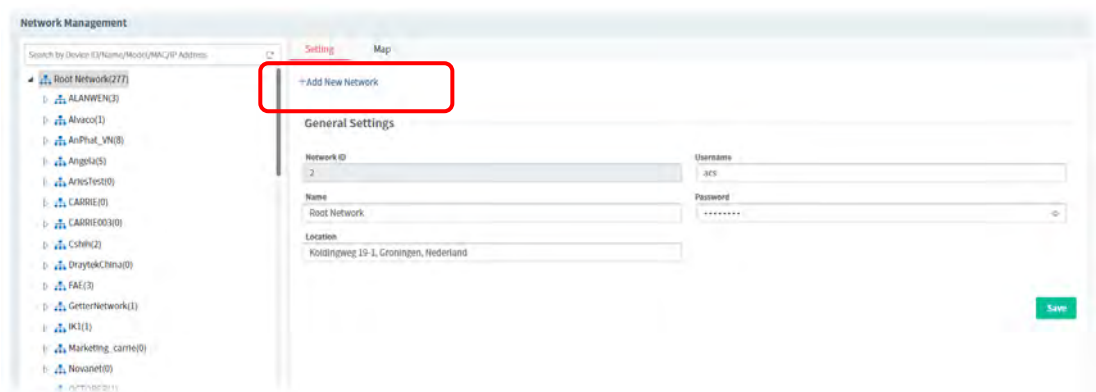 Network Management
Search by Device ID/Name/Model/MAC/IP Address
Setting
Map
Root Network(277)
ALANWEN(3)
Alvaco(1)
AnPhat_VN(8)
Angela(5)
AriesTest(0)
CARRIE(0)
CARRIE003(0)
Cshih(2)
DraytekChina(0)
FAE(3)
GetterNetwork(1)
IK1(1)
Marketing_carrie(0)
Novanet(0)
OCTOBER(1)
+Add New Network
General Settings
Network ID
2
Username
acs
Name
Root Network
Password
••••••••
Location
Koldingweg 19-1, Groningen, Nederland
Save